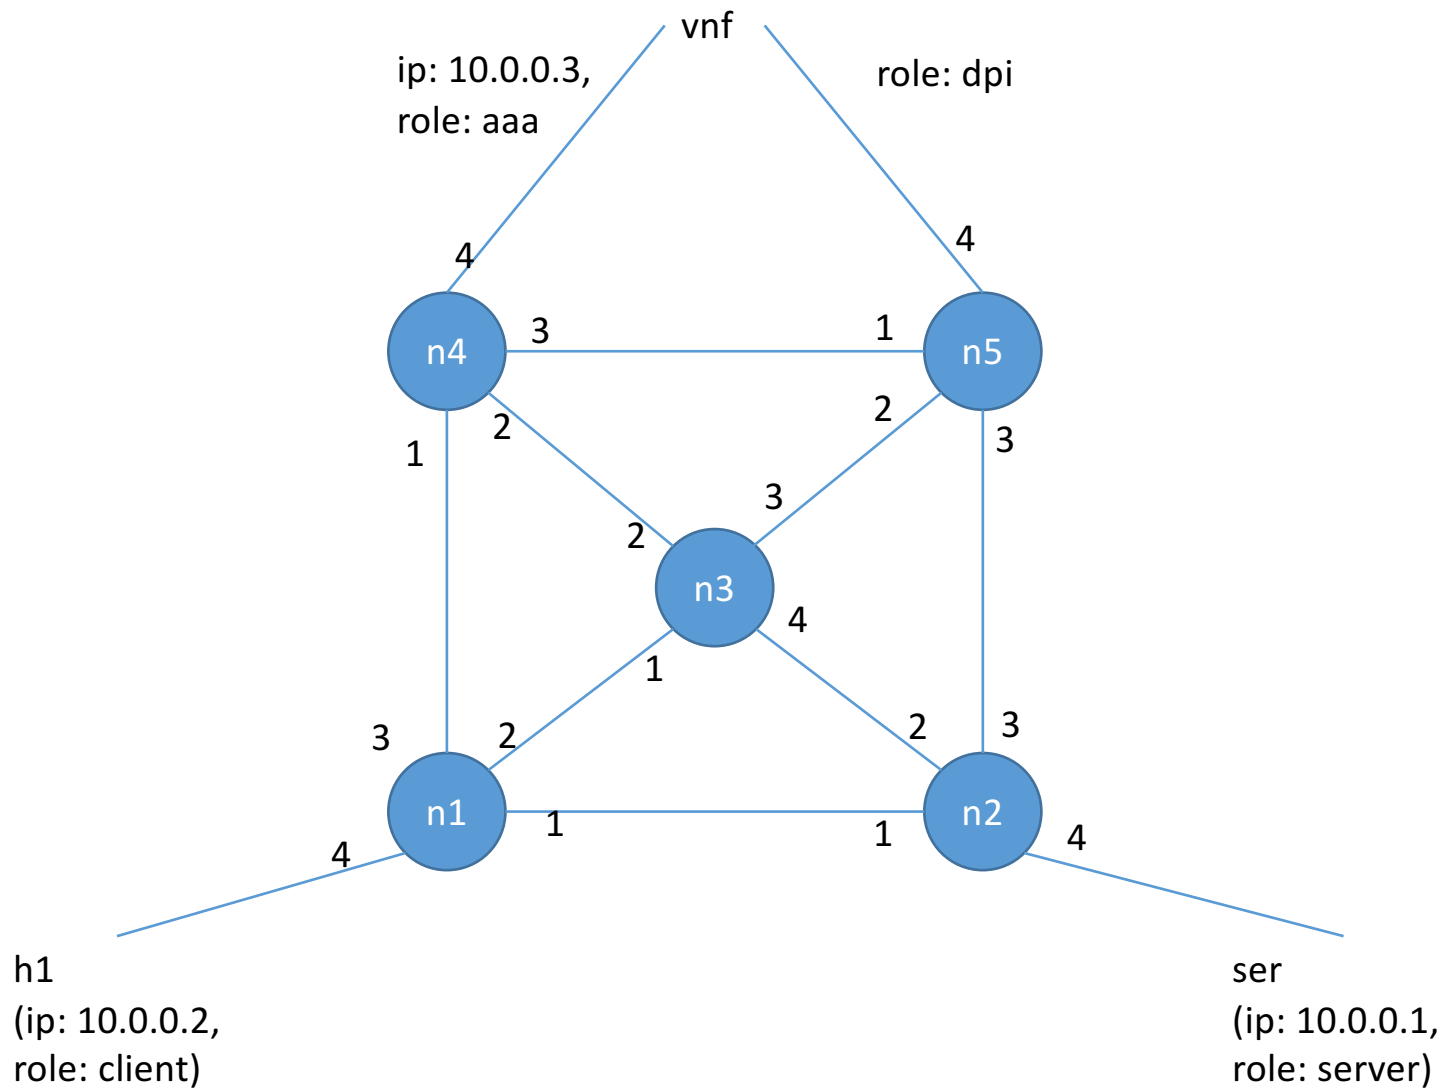 vnf
ip: 10.0.0.3,
role: aaa
role: dpi
4
4
n4
3
1
n5
1
2
2
3
2
3
n3
4
1
3
2
2
3
n1
1
1
n2
4
4
h1
(ip: 10.0.0.2,
role: client)
ser
(ip: 10.0.0.1,
role: server)